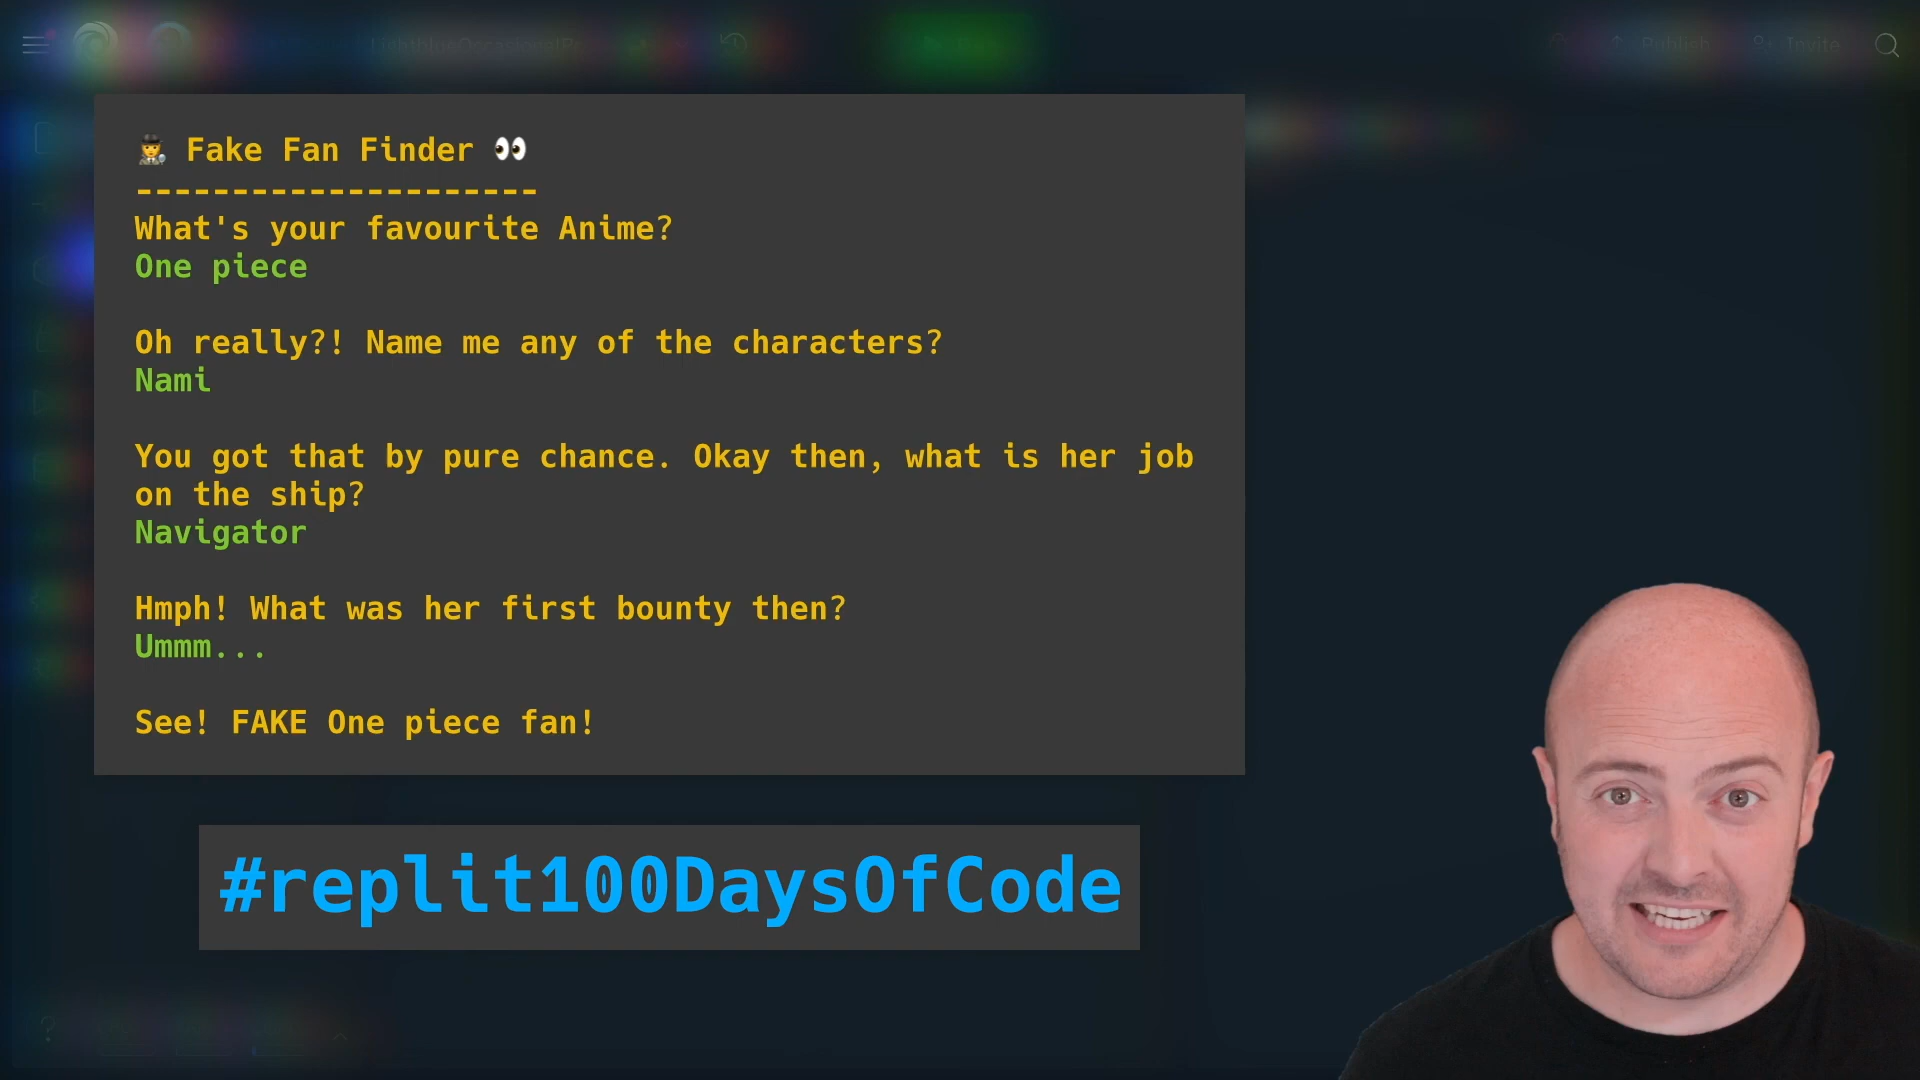 Publish
Invite
🕵️ Fake Fan Finder 👀
---------------------
What's your favourite Anime?
One piece
Oh really?! Name me any of the characters?
Nami
You got that by pure chance. Okay then, what is her job
on the ship?
Navigator
Hmph! What was her first bounty then?
Ummm...
See! FAKE One piece fan!
#replit100DaysOfCode